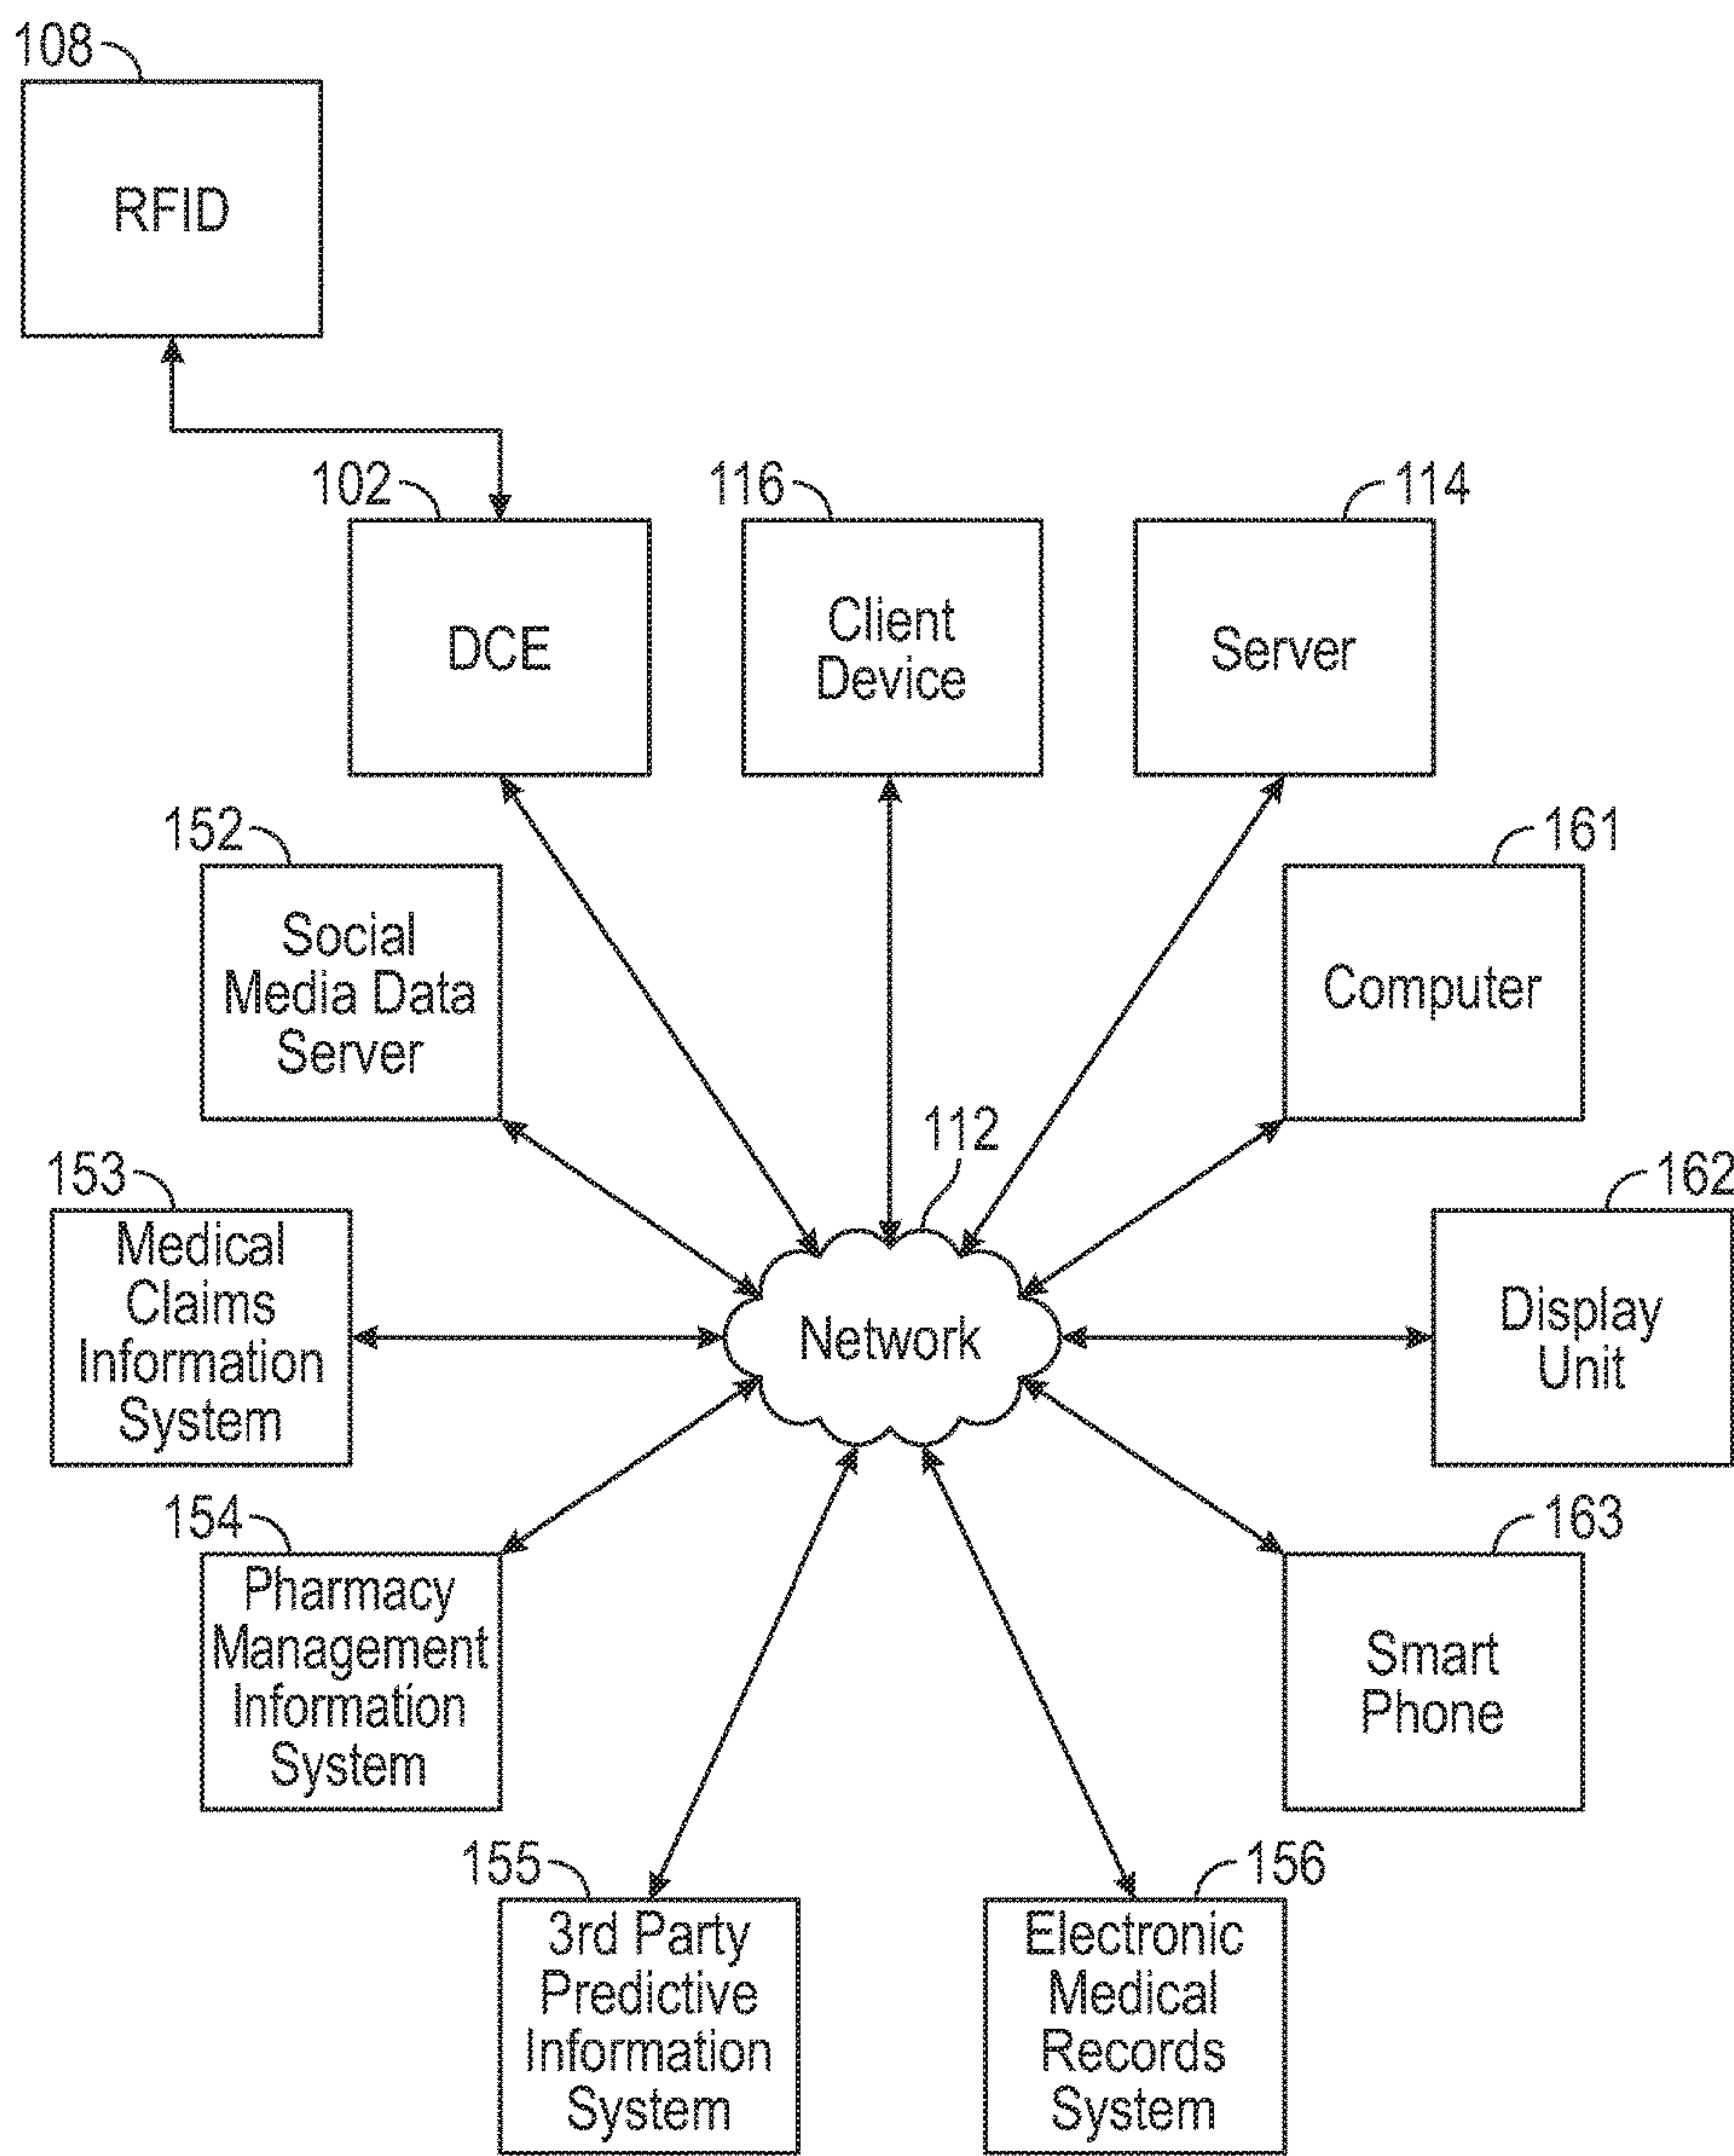 108
RFID
102
116
114
DCE
Client
Device
Server
152
161
Social
Media Data
Server
Computer
112
153
162
Medical
Claims
Information
System
Network
Display
Unit
154
163
Pharmacy
Management
Information
System
Smart
Phone
155
156
3rd Party
Predictive
Information
System
Electronic
Medical
Records
System